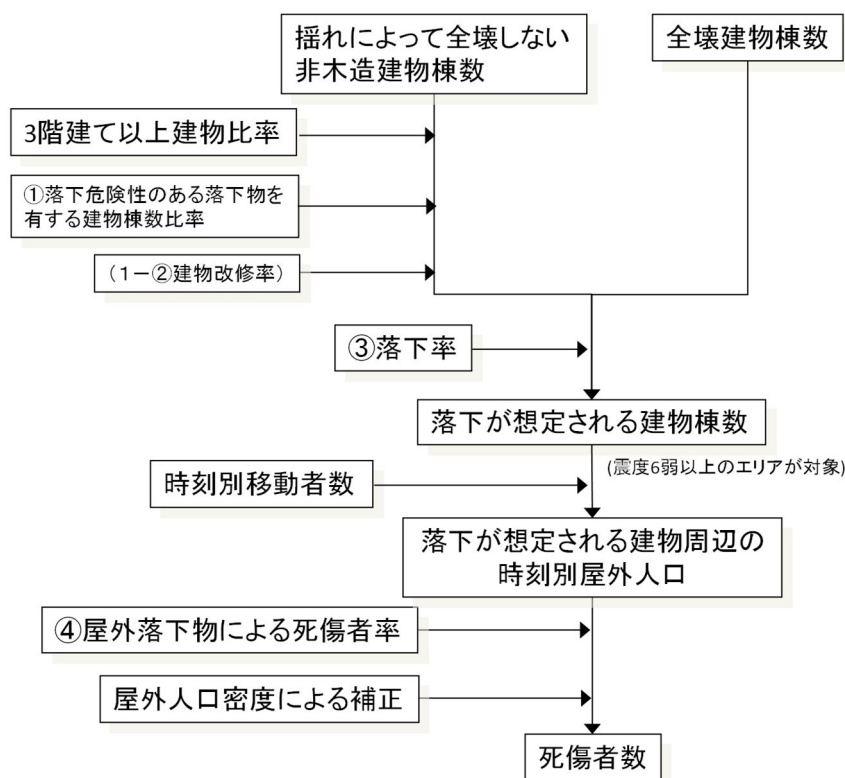 揺れによって全壊しない
非木造建物棟数
全壊建物棟数
3階建て以上建物比率
①落下危険性のある落下物を
有する建物棟数比率
（１－②建物改修率）
③落下率
落下が想定される建物棟数
(震度6弱以上のエリアが対象)
時刻別移動者数
落下が想定される建物周辺の
時刻別屋外人口
④屋外落下物による死傷者率
屋外人口密度による補正
死傷者数